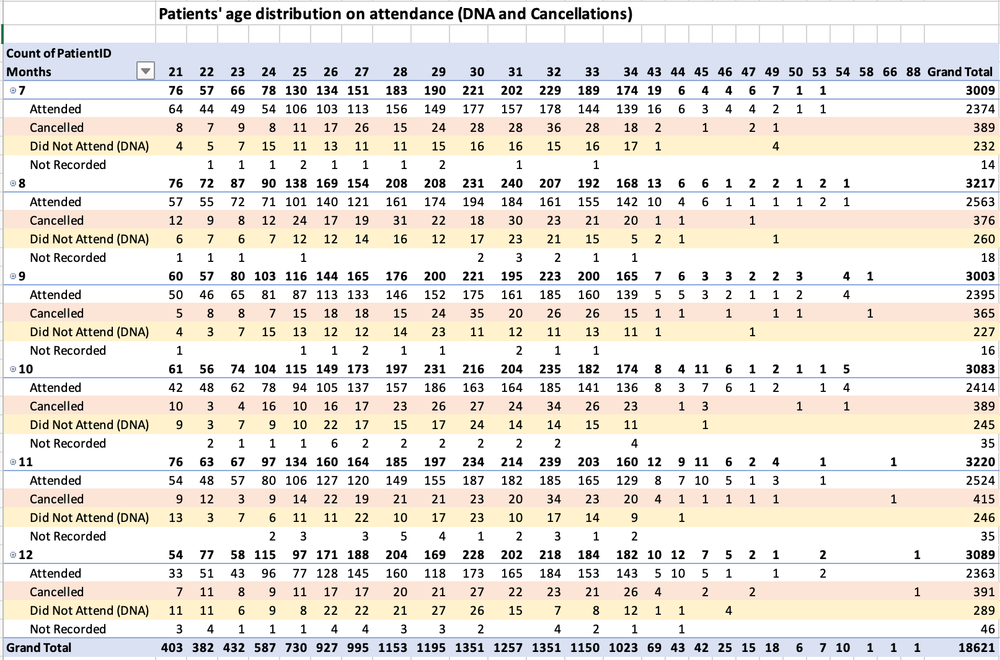 Patients' age distribution on attendance (DNA and Cancellations)
Count of PatientID
Months 21 22 23 24 25 26 27 28 29 30 31 32 33 34 43 44 45 46 47 49 50 53 54 58 66 88 Grand Total
7 76 57 66 78 130 134 151 183 190 221 202 229 189 174 19 6 4 4 6 7 1 1 3009
Attended 64 44 49 54 106 103 113 156 149 177 157 178 144 139 16 6 3 4 4 2 1 1 2374
Cancelled 8 7 9 8 11 17 26 15 24 28 28 36 28 18 2 1 2 1 389
Did Not Attend (DNA) 4 5 7 15 11 13 11 11 15 16 16 15 16 17 1 4 232
Not Recorded 1 1 1 2 1 1 1 2 1 1 14
8 76 72 87 90 138 169 154 208 208 231 240 207 192 168 13 6 6 1 2 2 1 2 1 3217
Attended 57 55 72 71 101 140 121 161 174 194 184 161 155 142 10 4 6 1 1 1 1 2 1 2563
Cancelled 12 9 8 12 24 17 19 31 22 18 30 23 21 20 1 1 1 376
Did Not Attend (DNA) 6 7 6 7 12 12 14 16 12 17 23 21 15 5 2 1 1 260
Not Recorded 1 1 1 1 2 3 2 1 1 18
9 60 57 80 103 116 144 165 176 200 221 195 223 200 165 7 6 3 3 2 2 3 4 1 3003
Attended 50 46 65 81 87 113 133 146 152 175 161 185 160 139 5 5 3 2 1 1 2 4 2395
Cancelled 5 8 8 7 15 18 18 15 24 35 20 26 26 15 1 1 1 1 1 1 365
Did Not Attend (DNA) 4 3 7 15 13 12 12 14 23 11 12 11 13 11 1 1 227
Not Recorded 1 1 1 2 1 1 2 1 1 16
10 61 56 74 104 115 149 173 197 231 216 204 235 182 174 8 4 11 6 1 2 1 1 5 3083
Attended 42 48 62 78 94 105 137 157 186 163 164 185 141 136 8 3 7 6 1 2 1 4 2414
Cancelled 10 3 4 16 10 16 17 23 26 27 24 34 26 23 1 3 1 1 389
Did Not Attend (DNA) 9 3 7 9 10 22 17 15 17 24 14 14 15 11 1 245
Not Recorded 2 1 1 1 6 2 2 2 2 2 2 4 35
11 76 63 67 97 134 160 164 185 197 234 214 239 203 160 12 9 11 6 2 4 1 1 3220
Attended 54 48 57 80 106 127 120 149 155 187 182 185 165 129 8 7 10 5 1 3 1 2524
Cancelled 9 12 3 9 14 22 19 21 21 23 20 34 23 20 4 1 1 1 1 1 1 415
Did Not Attend (DNA) 13 3 7 6 11 11 22 10 17 23 10 17 14 9 1 246
Not Recorded 2 3 3 5 4 1 2 3 1 2 35
12 54 77 58 115 97 171 188 204 169 228 202 218 184 182 10 12 7 5 2 1 2 1 3089
Attended 33 51 43 96 77 128 145 160 118 173 165 184 153 143 5 10 5 1 1 2 2363
Cancelled 7 11 8 9 11 17 17 20 21 27 22 23 21 26 4 2 2 1 391
Did Not Attend (DNA) 11 11 6 9 8 22 22 21 27 26 15 7 8 12 1 1 4 289
Not Recorded 3 4 1 1 1 4 4 3 3 2 4 2 1 1 46
Grand Total 403 382 432 587 730 927 995 1153 1195 1351 1257 1351 1150 1023 69 43 42 25 15 18 6 7 10 1 1 1 18621